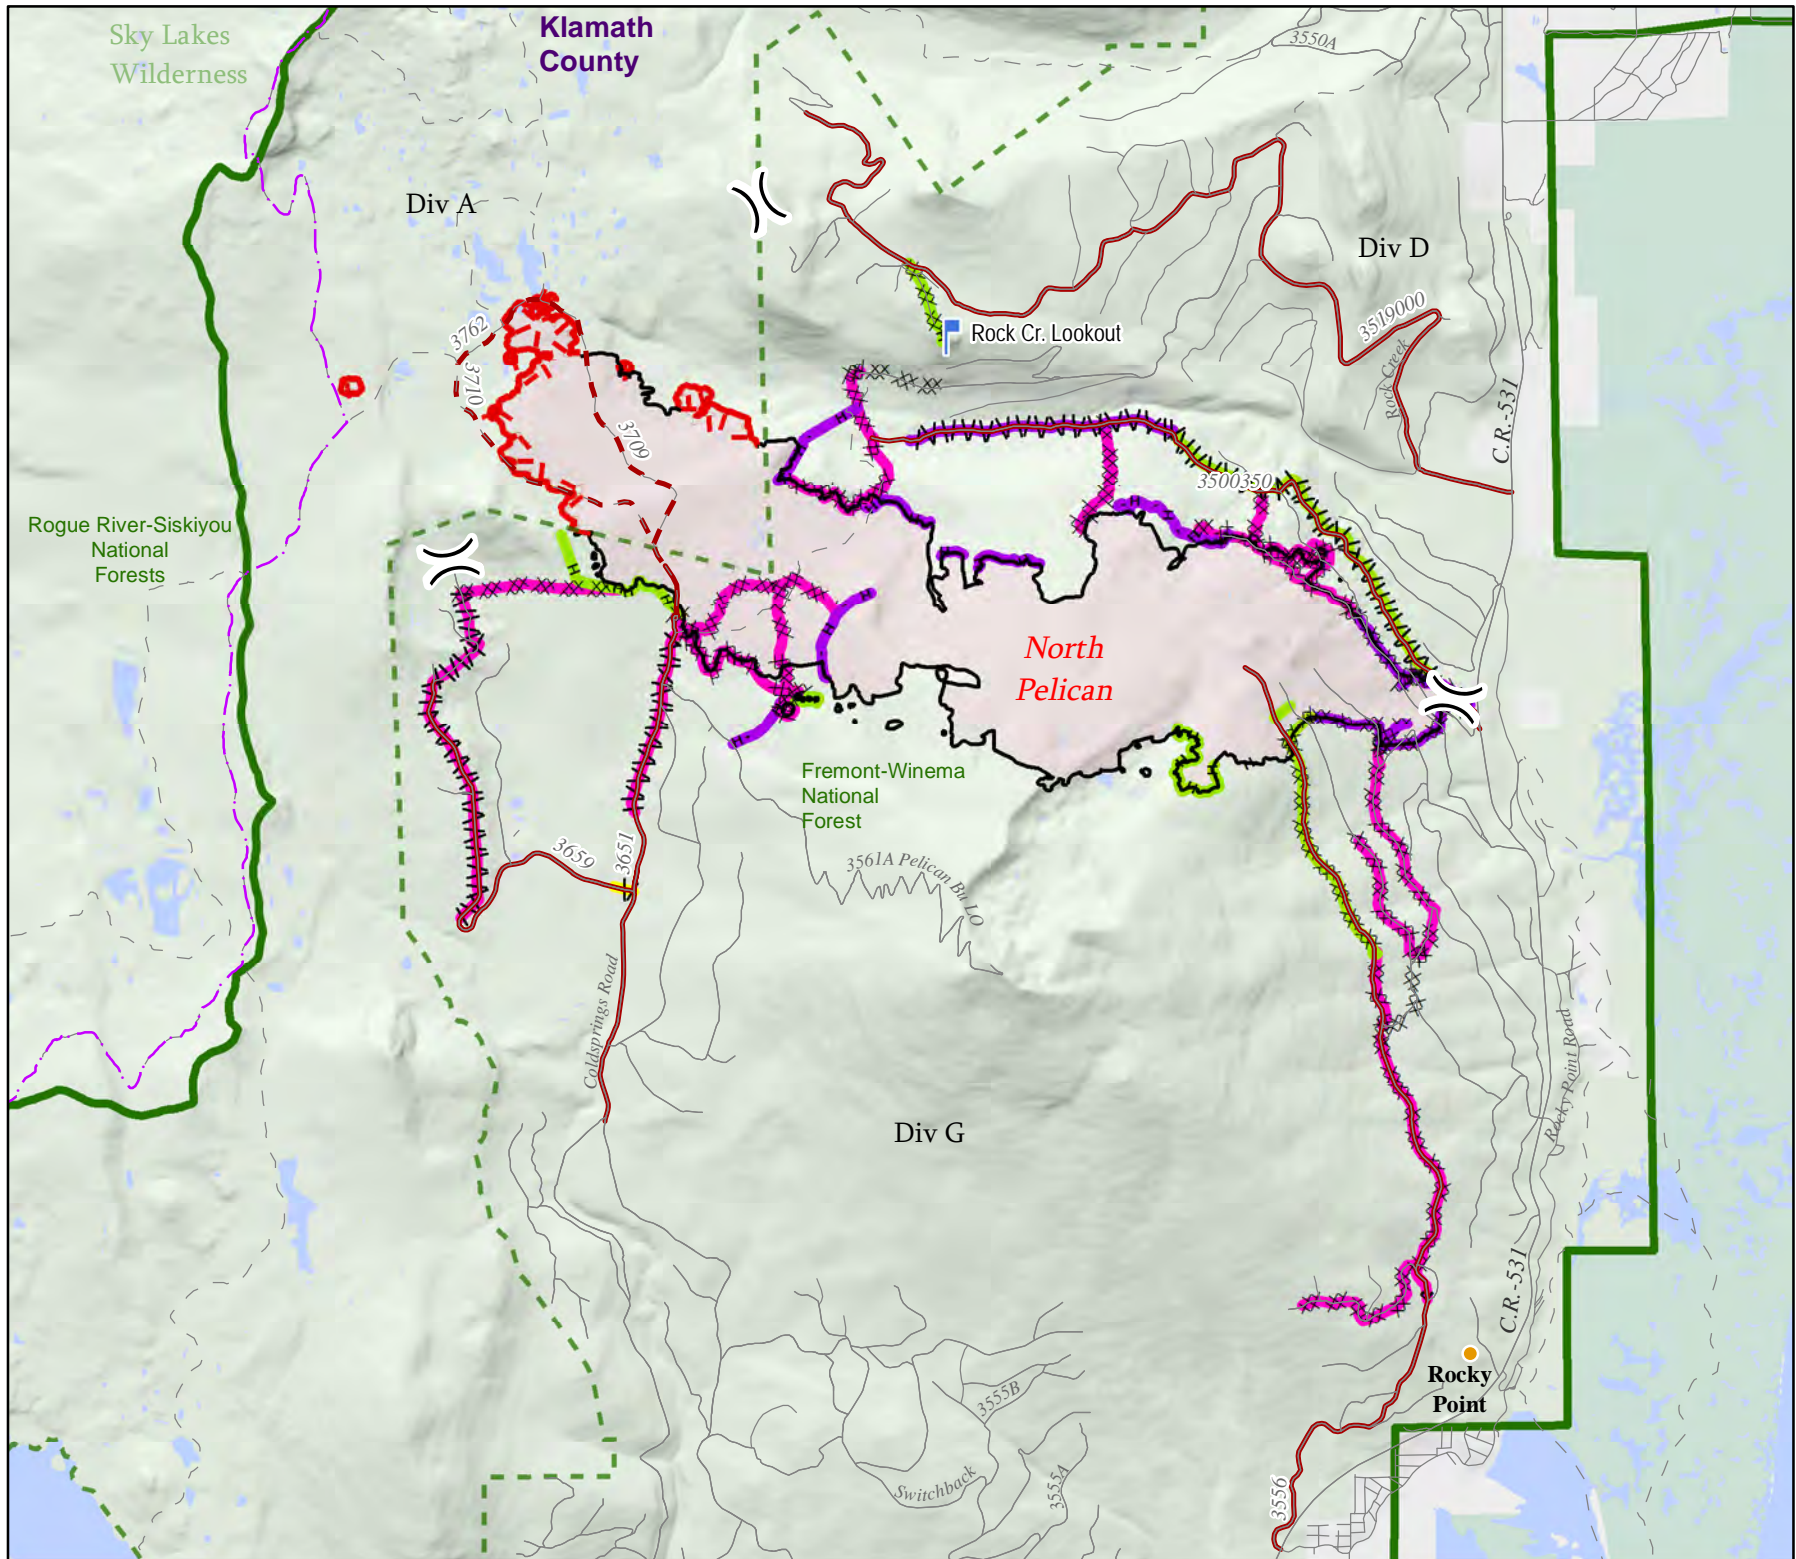 Sky Lakes
Wilderness
Klamath
County
3550A
Div A
Div D
3519000
Rock Cr. Lookout
3762
3710
3709
Rock Creek
C.R.-531
3500350
Rogue River-Siskiyou
National
Forests
North
Pelican
Fremont-Winema
National
Forest
3659
3651
3561A Pelican But LO
Coldsprings Road
Rocky Point Road
Div G
C.R.-531
Rocky
Point
3555B
Switchback
3555A
3556
H
H
H
H
H
H
H